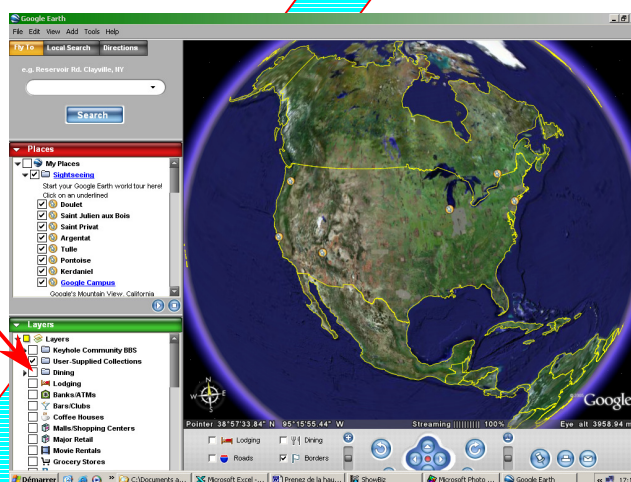 Google Earth
File Edit View Add Tools Help
Fly To Local Search Directions
e.g. Reservoir Rd. Clayville, NY
Search
Places
My Places
Sightseeing
Start your Google Earth world tour here!
Click on an underlined
Doulet
Saint Julien aux Bois
Saint Privat
Argentat
Tulle
Pontoise
Kerdaniel
Google Campus
Google's Mountain View, California
Layers
Layers
Keyhole Community BBS
User-Supplied Collections
Dining
Lodging
Banks/ATMs
Bars/Clubs
Coffee Houses
Malls/Shopping Centers
Major Retail
Movie Rentals
Grocery Stores
N
W E
S
Google
Pointer 38°57'33.84" N 95°15'55.44" W Streaming |||||||||| 100% Eye alt 3958.94 m
Lodging Dining
Roads Borders
Démarrer C:\Documents a... Microsoft Excel -... Prenez de la hau... ShowBiz Microsoft Photo ... Google Earth